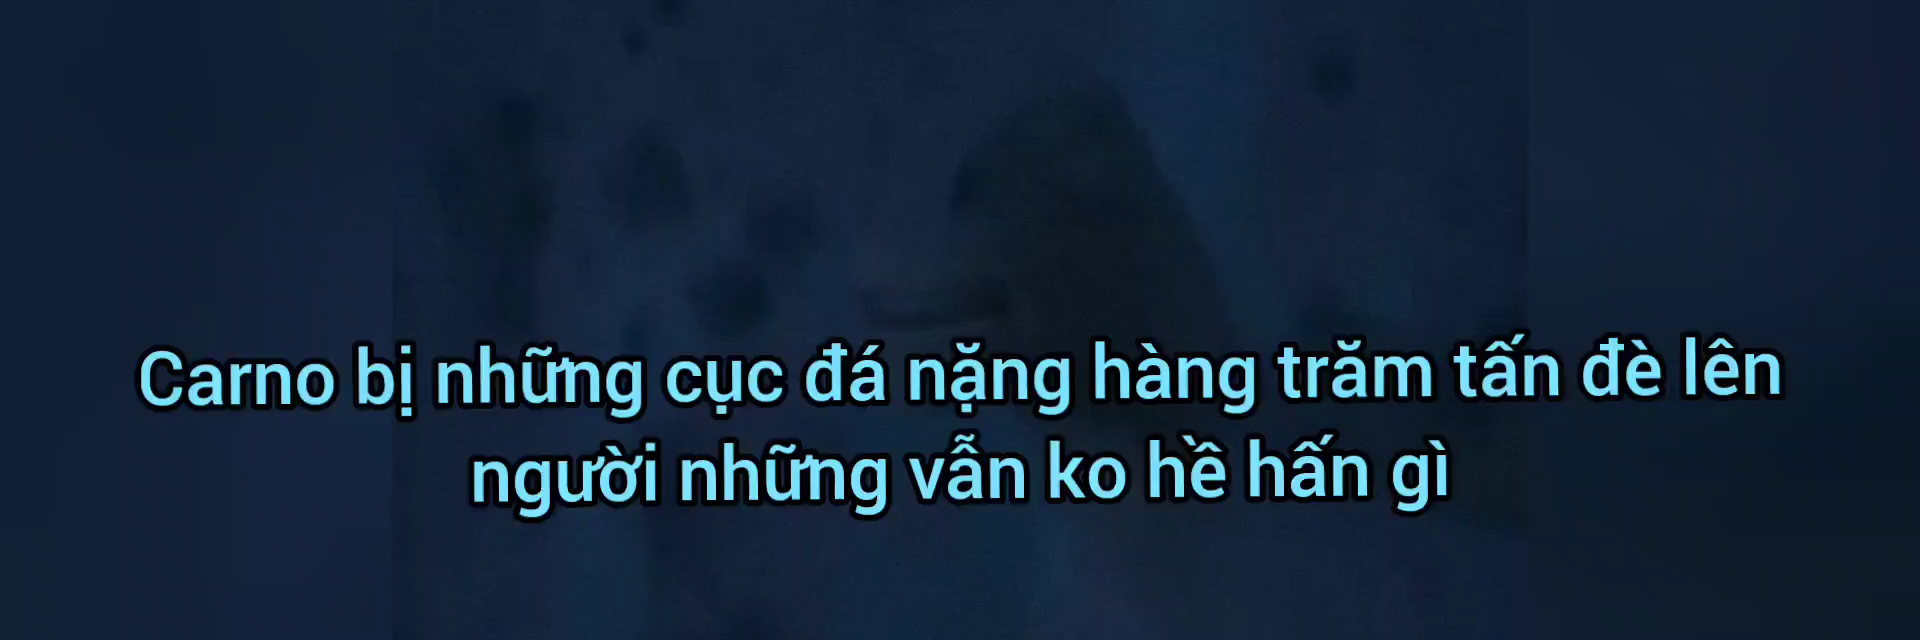 Carno bị những cục đá nặng hàng trăm tấn đè lên
người những vẫn ko hề hấn gì